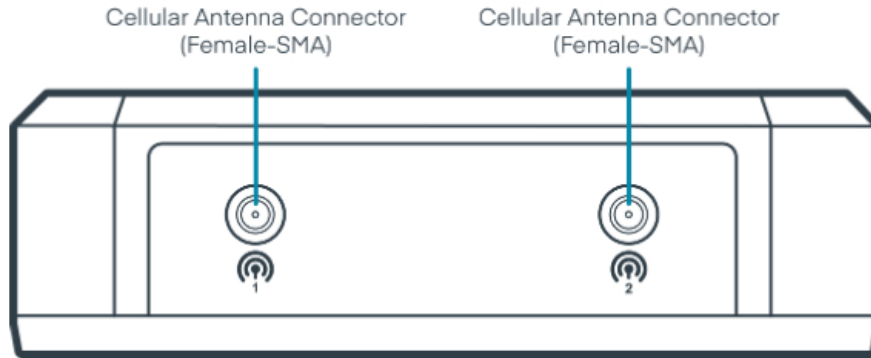 Cellular Antenna Connector
(Female-SMA)
Cellular Antenna Connector
(Female-SMA)
1
2